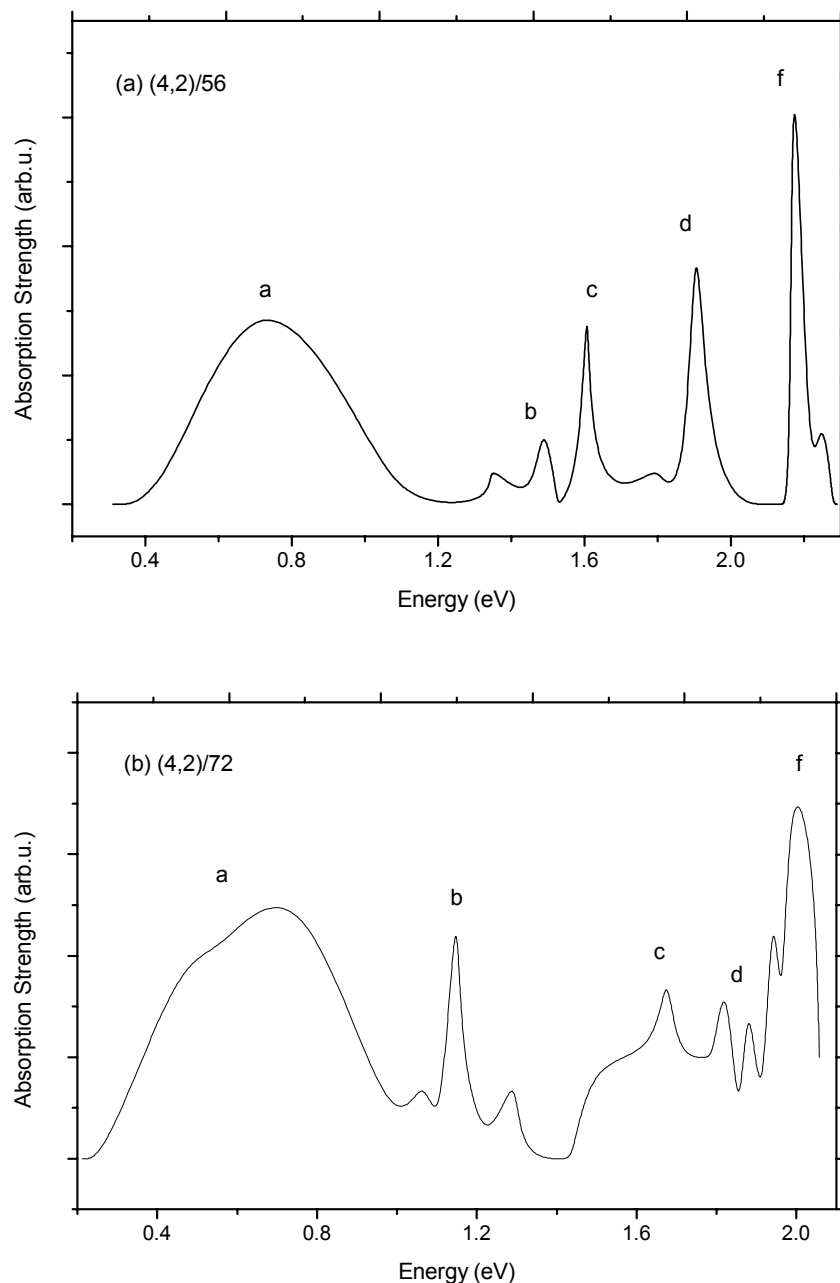 (a) (4,2)/56
f
d
a
c
b
Absorption Strength (arb.u.)
0.4 0.8 1.2 1.6 2.0
Energy (eV)
(b) (4,2)/72
f
a
b
c
d
Absorption Strength (arb.u.)
0.4 0.8 1.2 1.6 2.0
Energy (eV)